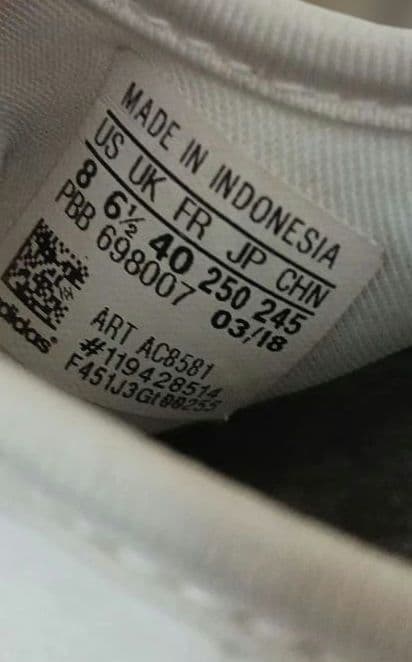 MADE IN INDONESIA
US UK FR JP CHN
8 6½ 40 250 245
PBB 698007 03/18
ART AC8581
#119428514
adidas®